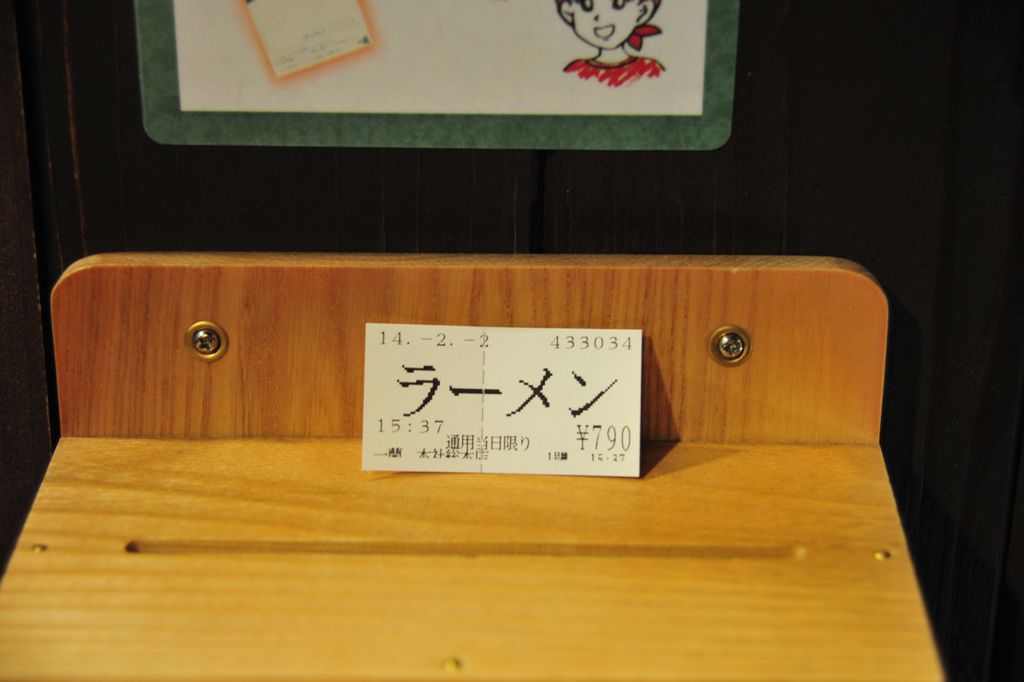 14.-2.-2 433034
ラーメン
15:37 ¥790
通用当日限り
一蘭 本社総本店 15:37